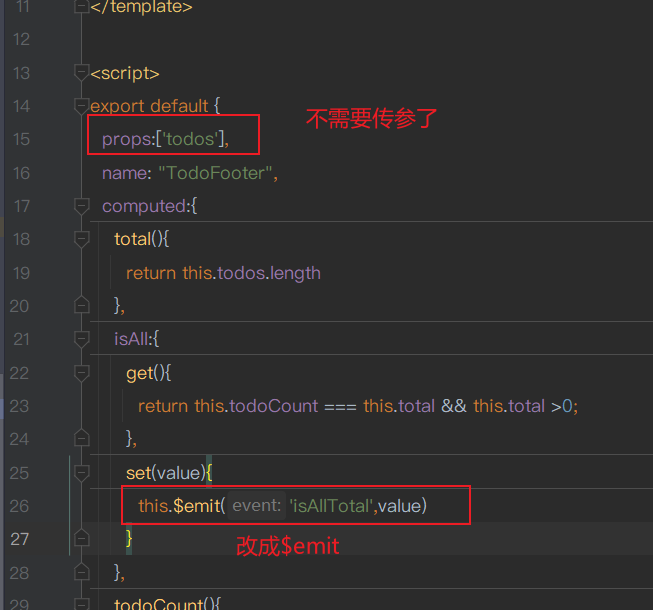 11 </template>
12
13 <script>
14 export default {
不需要传参了
15 props:['todos'],
16 name: "TodoFooter",
17 computed:{
18 total(){
19 return this.todos.length
20 },
21 isAll:{
22 get(){
23 return this.todoCount === this.total && this.total >0;
24 },
25 set(value){
26 this.$emit( event: 'isAllTotal',value)
27 }
改成$emit
28 },
29 todoCount(){